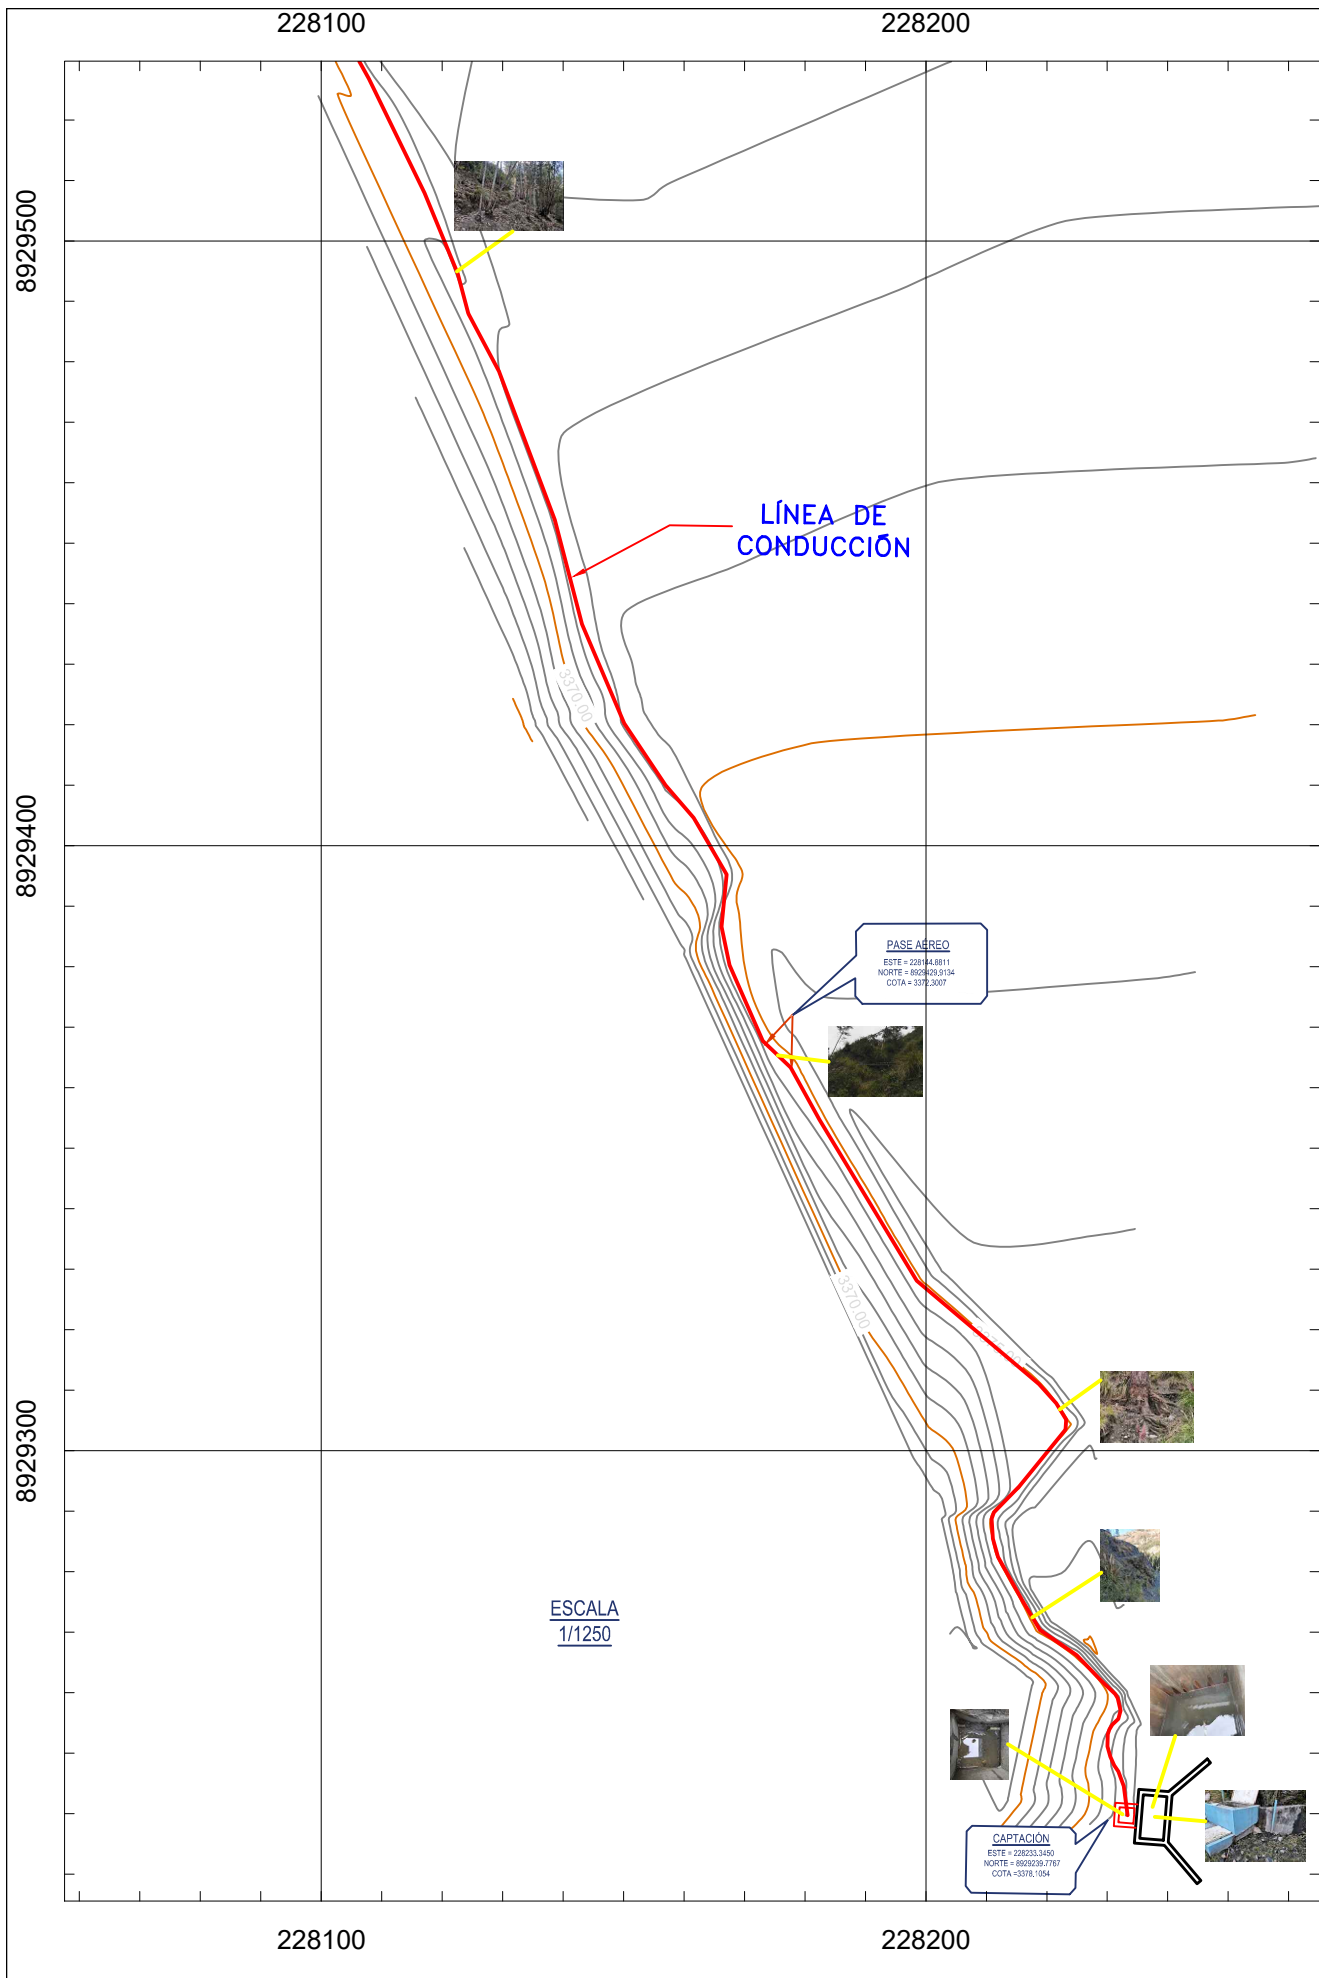 228100
228200
8929500
LÍNEA DE
CONDUCCIÓN
3370.00
8929400
PASE AÉREO
ESTE = 228144.8811
NORTE = 8929429.9134
COTA = 3372.3007
3370.00
8929300
ESCALA
1/1250
CAPTACIÓN
ESTE = 228233.3450
NORTE = 8929239.7767
COTA =3378.1054
228100
228200